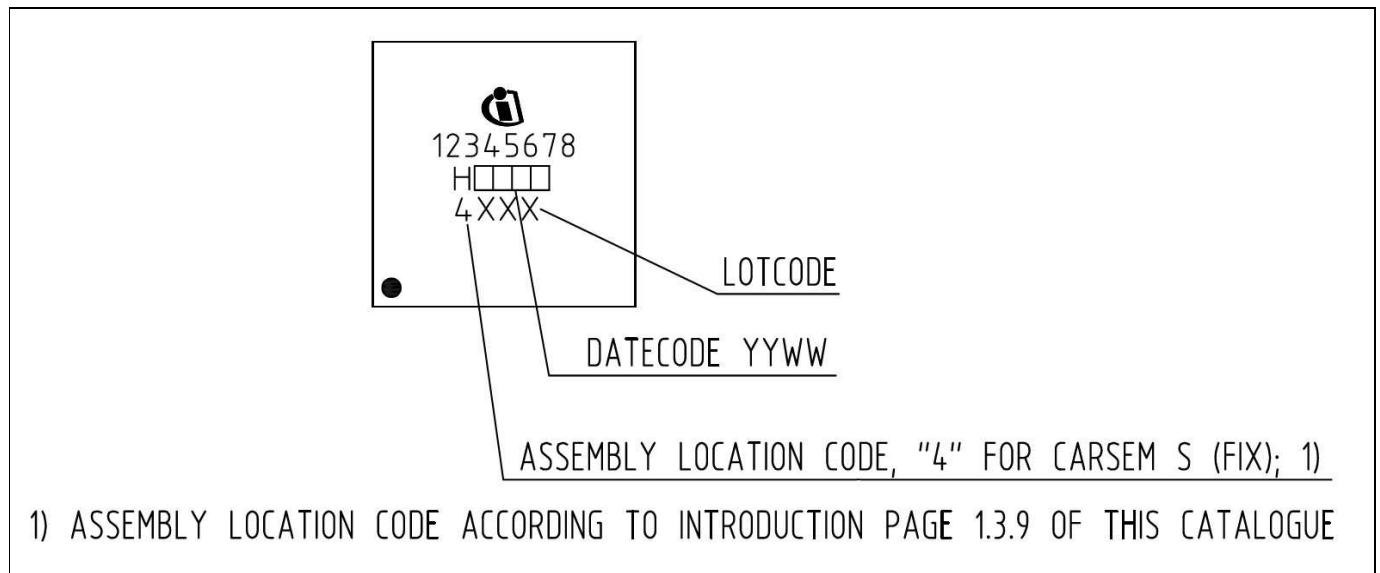 12345678
H□□□□
4XXX
LOTCODE
DATECODE YYWW
ASSEMBLY LOCATION CODE, "4" FOR CARSEM S (FIX); 1)
1) ASSEMBLY LOCATION CODE ACCORDING TO INTRODUCTION PAGE 1.3.9 OF THIS CATALOGUE